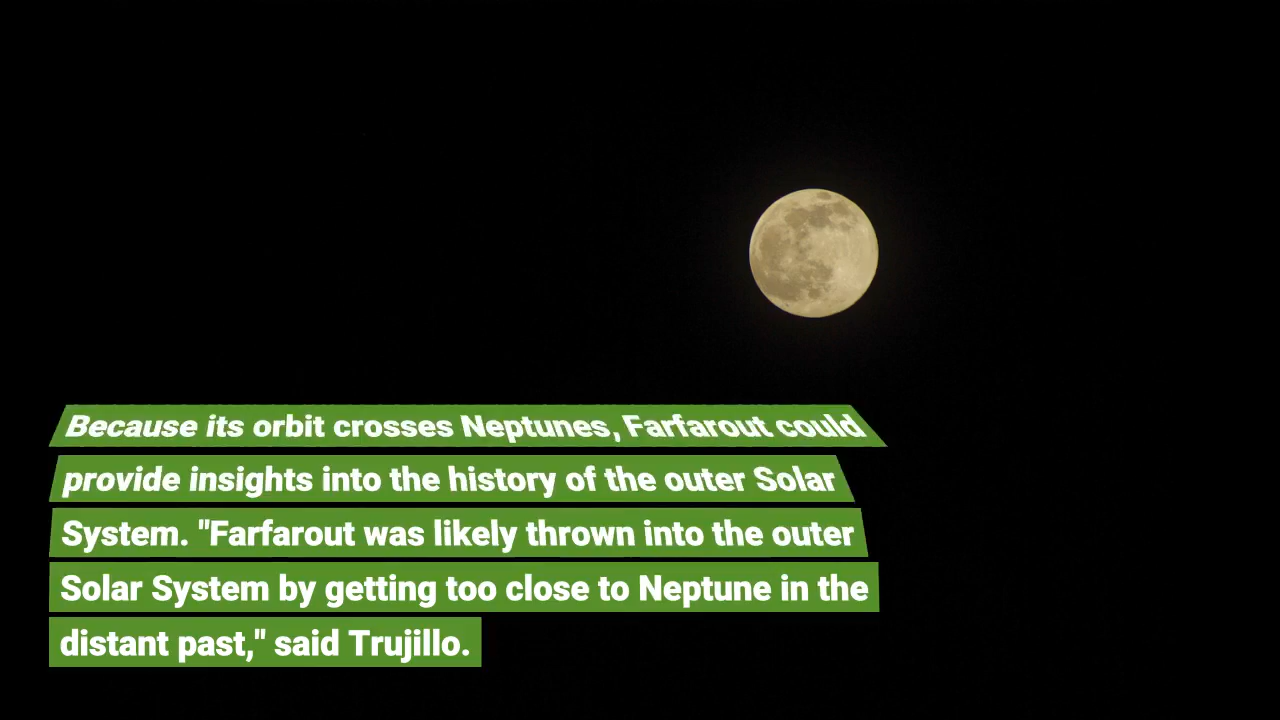 Because its orbit crosses Neptunes, Farfarout could
provide insights into the history of the outer Solar
System. "Farfarout was likely thrown into the outer
Solar System by getting too close to Neptune in the
distant past," said Trujillo.